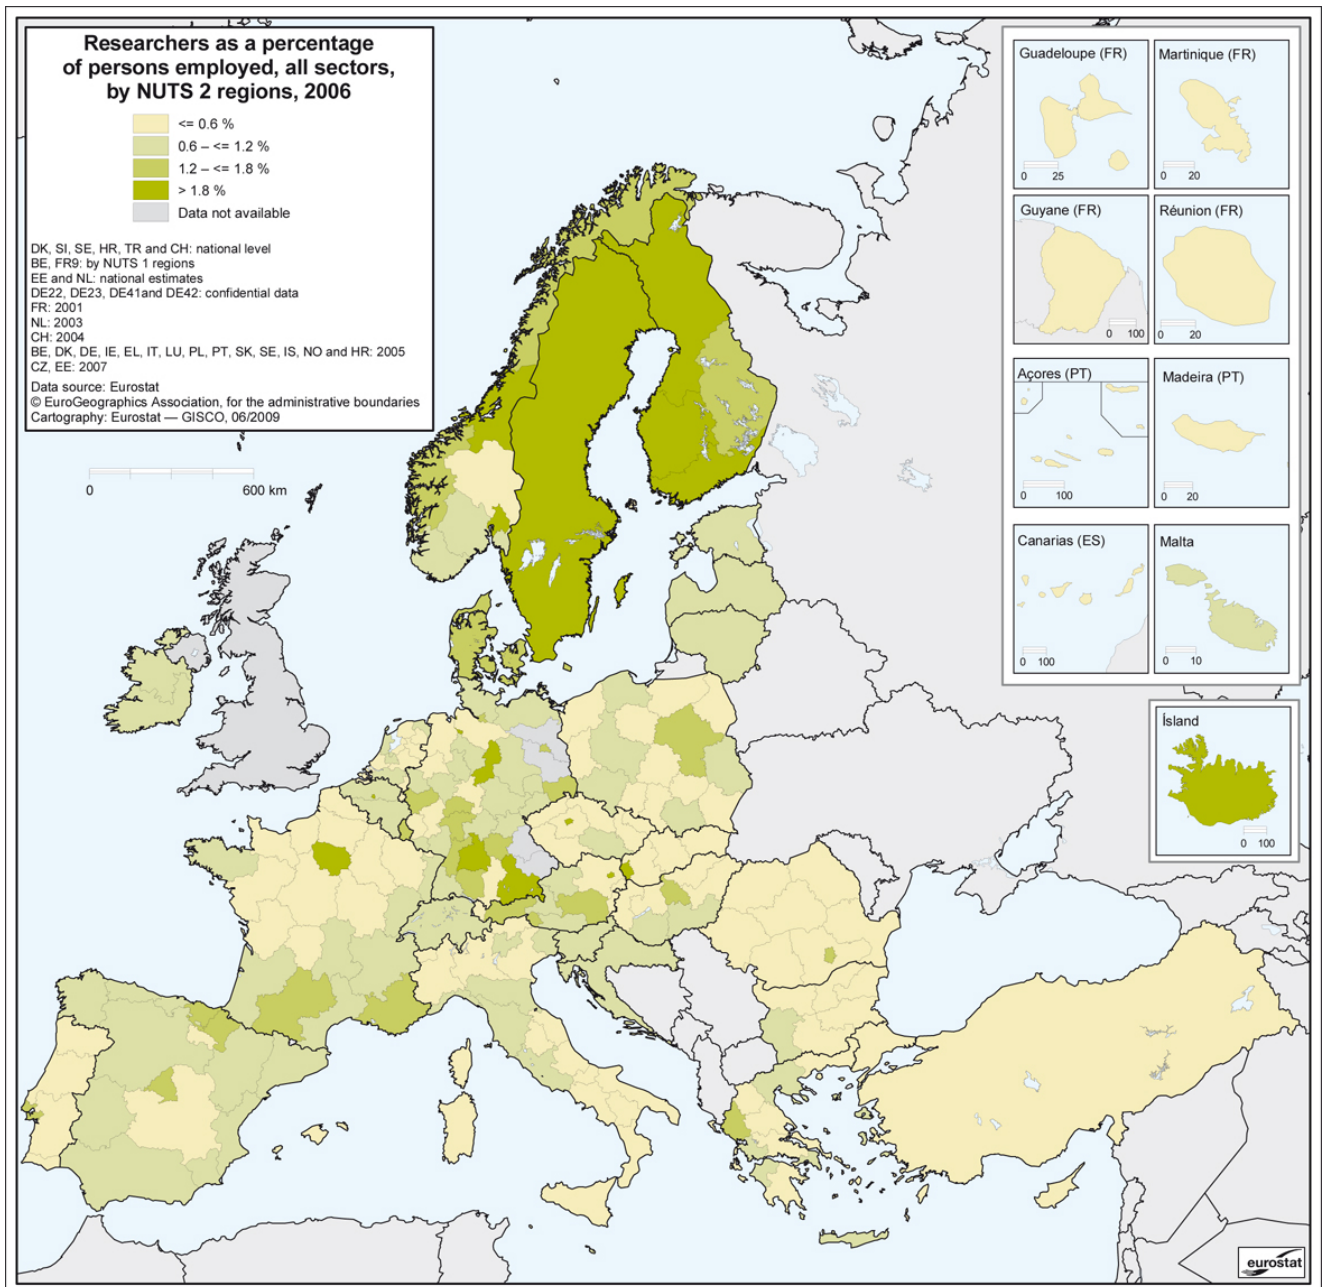 Researchers as a percentage
of persons employed, all sectors,
by NUTS 2 regions, 2006
<= 0.6 %
0.6 – <= 1.2 %
1.2 – <= 1.8 %
> 1.8 %
Data not available
DK, SI, SE, HR, TR and CH: national level
BE, FR9: by NUTS 1 regions
EE and NL: national estimates
DE22, DE23, DE41and DE42: confidential data
FR: 2001
NL: 2003
CH: 2004
BE, DK, DE, IE, EL, IT, LU, PL, PT, SK, SE, IS, NO and HR: 2005
CZ, EE: 2007
Data source: Eurostat
© EuroGeographics Association, for the administrative boundaries
Cartography: Eurostat — GISCO, 06/2009
0 600 km
Guadeloupe (FR)
0 25
Martinique (FR)
0 20
Guyane (FR)
0 100
Réunion (FR)
0 20
Açores (PT)
0 100
Madeira (PT)
0 20
Canarias (ES)
0 100
Malta
0 10
Ísland
0 100
eurostat